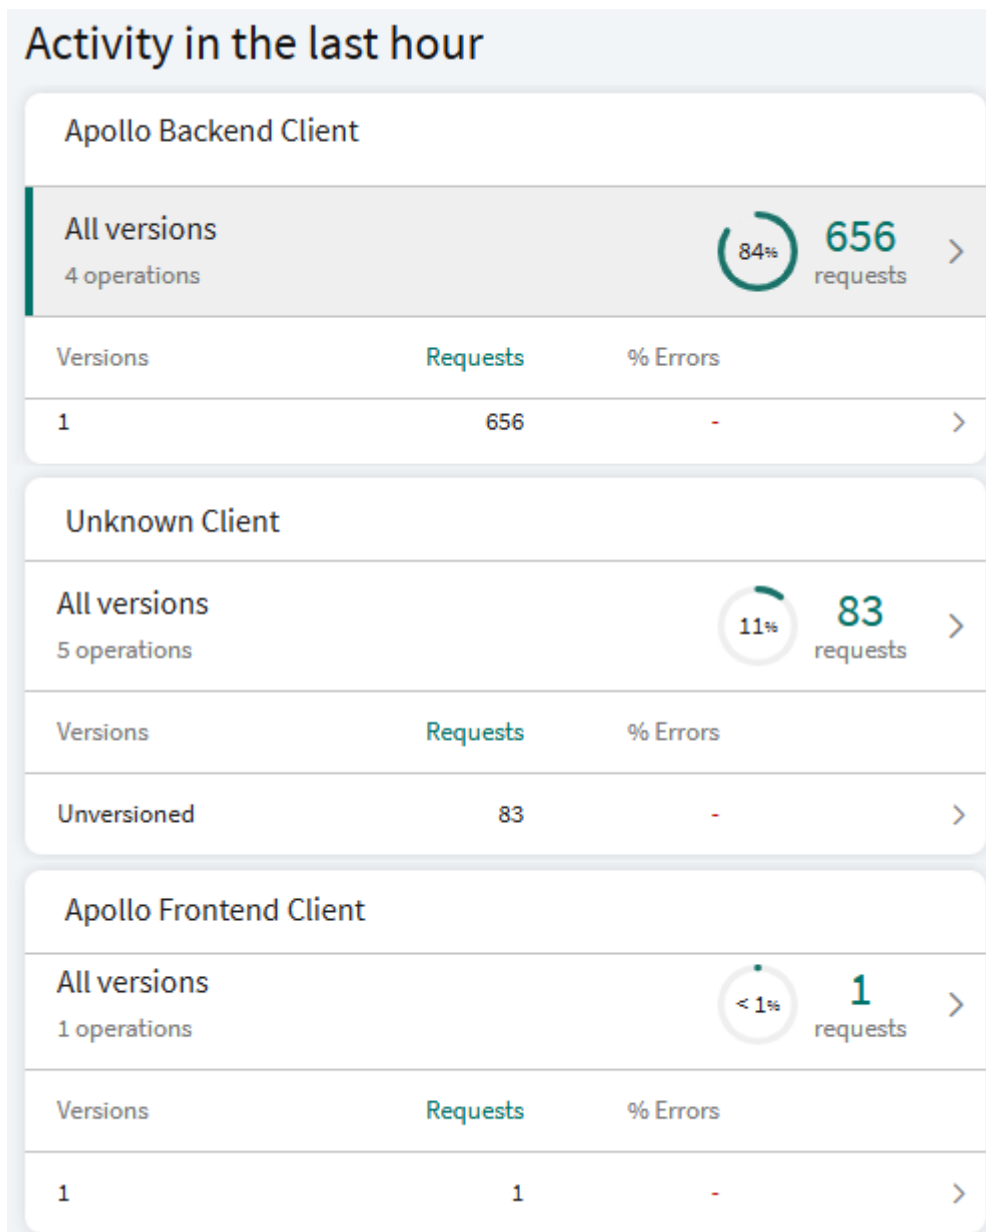 Activity in the last hour
Apollo Backend Client
All versions
4 operations
84%
656
requests
Versions Requests % Errors
1 656 -
Unknown Client
All versions
5 operations
11%
83
requests
Versions Requests % Errors
Unversioned 83 -
Apollo Frontend Client
All versions
1 operations
< 1%
1
requests
Versions Requests % Errors
1 1 -